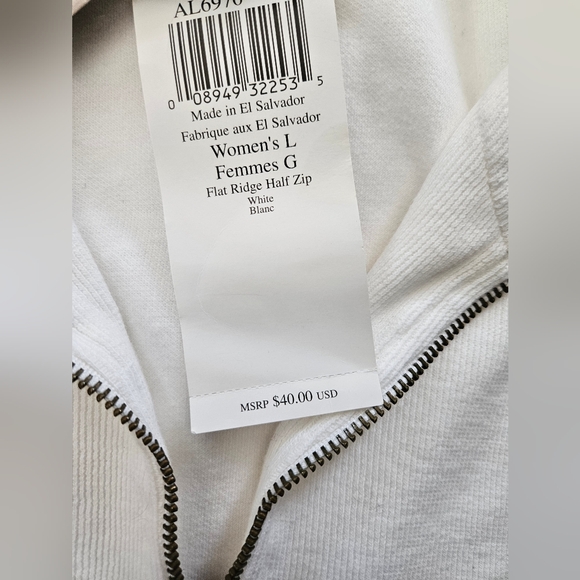 AL6976
0 08949 32253 5
Made in El Salvador
Fabrique aux El Salvador
Women's L
Femmes G
Flat Ridge Half Zip
White
Blanc
MSRP $40.00 USD